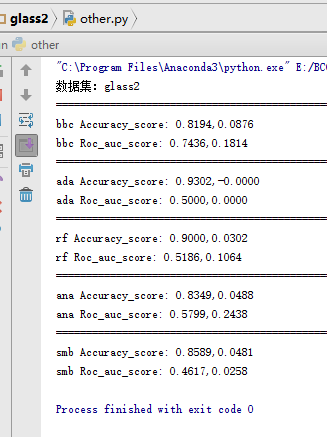 glass2 other.py
n other
"C:\Program Files\Anaconda3\python.exe" E:/BCC
数据集：glass2
bbc Accuracy_score: 0.8194,0.0876
bbc Roc_auc_score: 0.7436,0.1814
ada Accuracy_score: 0.9302,-0.0000
ada Roc_auc_score: 0.5000,0.0000
rf Accuracy_score: 0.9000,0.0302
rf Roc_auc_score: 0.5186,0.1064
ana Accuracy_score: 0.8349,0.0488
ana Roc_auc_score: 0.5799,0.2438
smb Accuracy_score: 0.8589,0.0481
smb Roc_auc_score: 0.4617,0.0258
Process finished with exit code 0